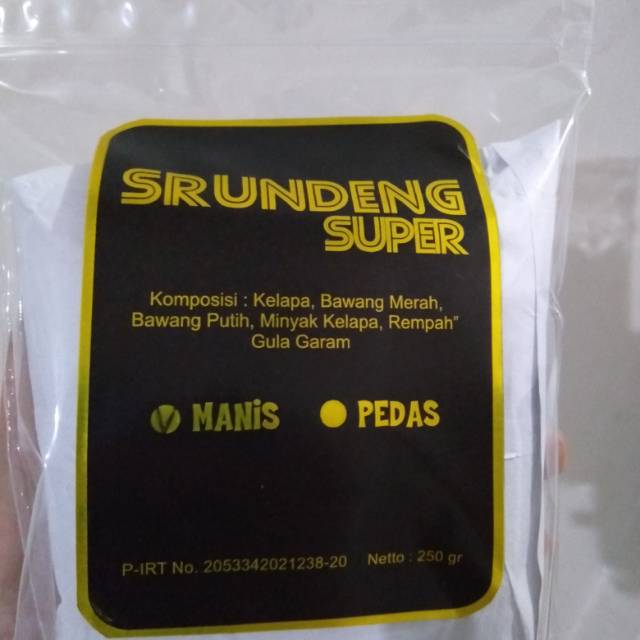 SRUNDENG
SUPER
Komposisi : Kelapa, Bawang Merah,
Bawang Putih, Minyak Kelapa, Rempah"
Gula Garam
MANiS PEDAS
P-IRT No. 2053342021238-20 Netto : 250 gr